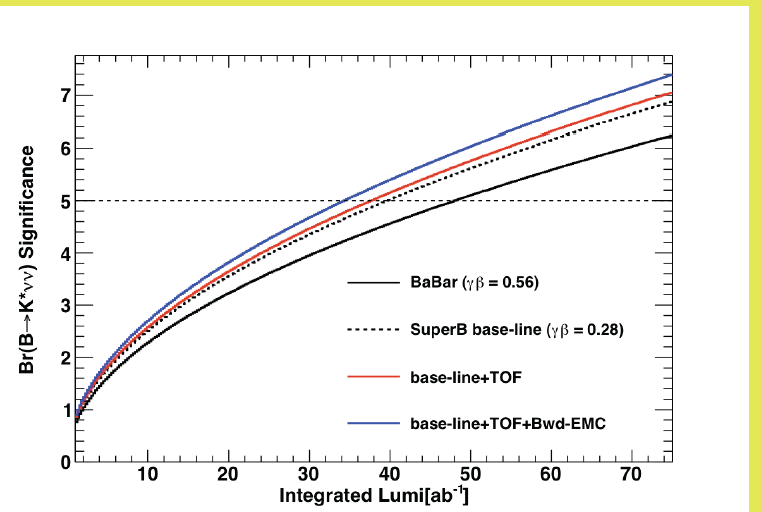 Br(B→K*νν) Significance
7
6
5
4
3
2
1
0
BaBar (γβ = 0.56)
SuperB base-line (γβ = 0.28)
base-line+TOF
base-line+TOF+Bwd-EMC
10 20 30 40 50 60 70
Integrated Lumi[ab⁻¹]